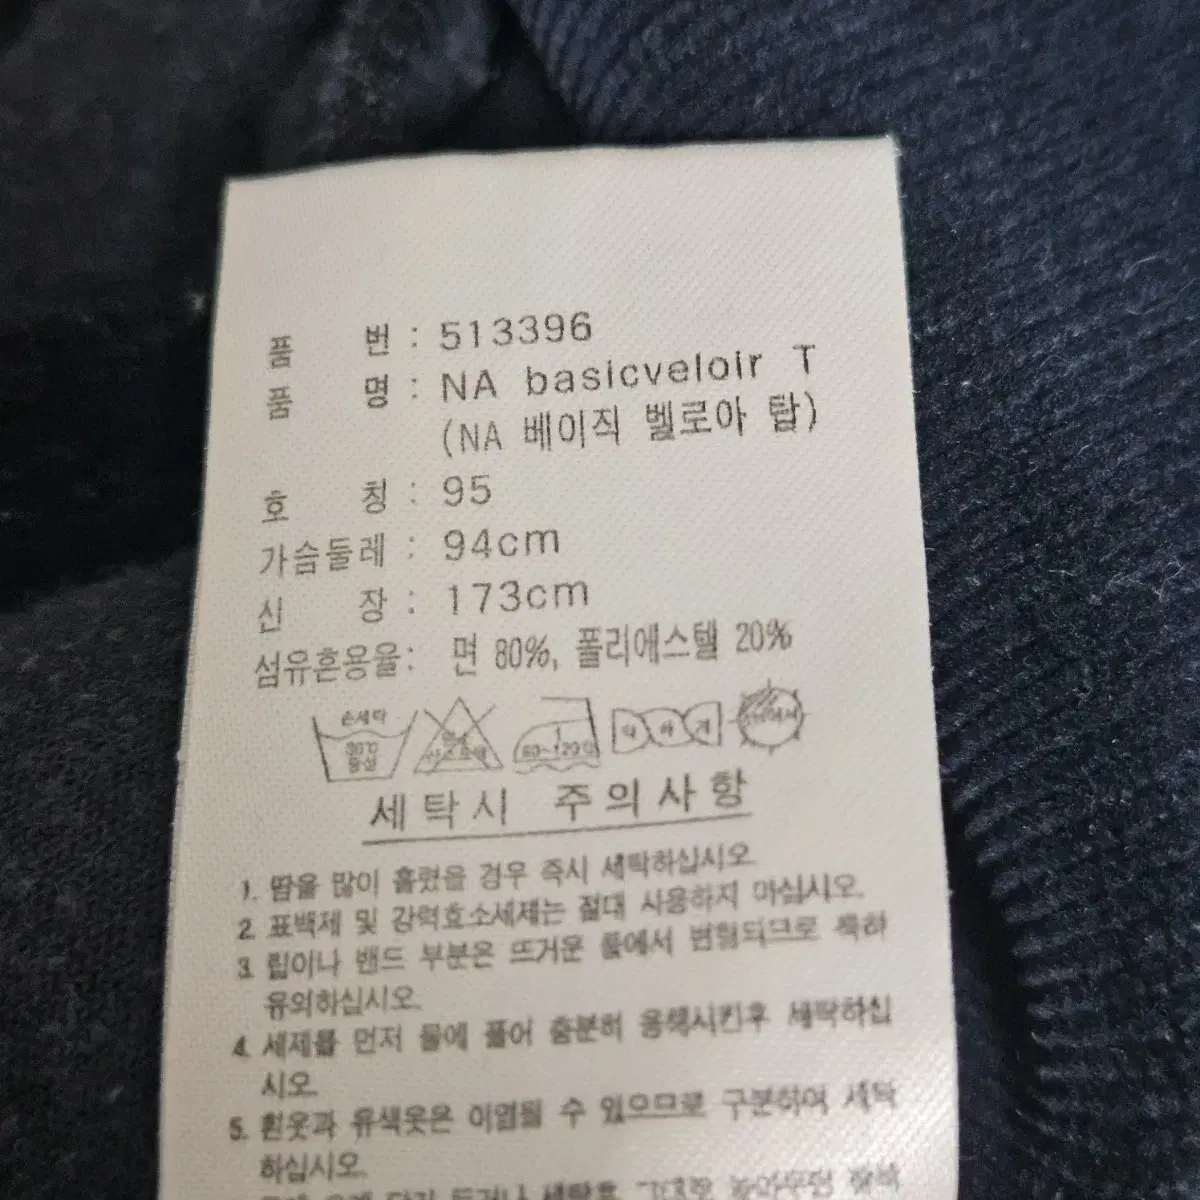 품 번 : 513396
품 명 : NA basicveloir T
(NA 베이직 벨로아 탑)
호 칭 : 95
가슴둘레 : 94cm
신 장 : 173cm
섬유혼용율: 면 80%, 폴리에스텔 20%
손세탁
30℃
중성
80~120℃
세탁시 주의사항
1. 땀을 많이 흘렸을 경우 즉시 세탁하십시오.
2. 표백제 및 강력효소세제는 절대 사용하지 마십시오.
3. 립이나 밴드 부분은 뜨거운 물에서 변형되므로 특히
유의하십시오.
4. 세제를 먼저 물에 풀어 충분히 용해시킨후 세탁하십
시오.
5. 흰옷과 유색옷은 이염될 수 있으므로 구분하여 세탁
하십시오.